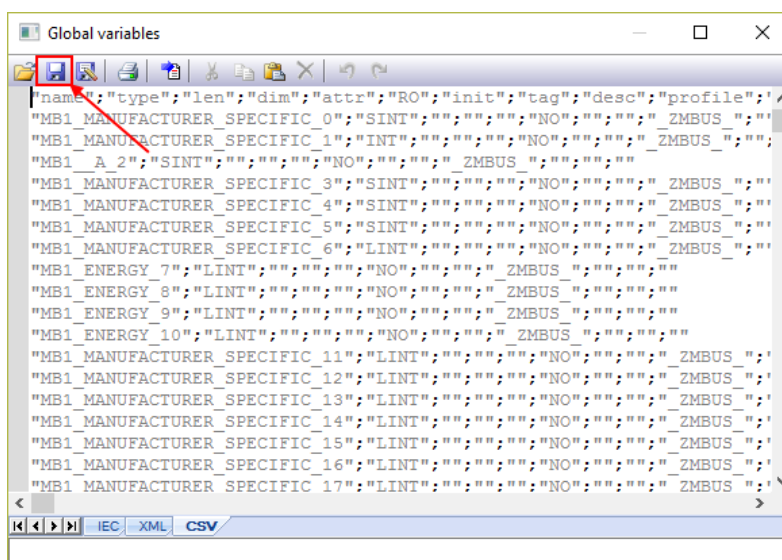 Global variables
"name";"type";"len";"dim";"attr";"RO";"init";"tag";"desc";"profile";"
"MB1_MANUFACTURER_SPECIFIC_0";"SINT";"";"";"";"NO";"";"";"_ZMBUS_";""
"MB1_MANUFACTURER_SPECIFIC_1";"INT";"";"";"";"NO";"";"";"_ZMBUS_";"";
"MB1__A_2";"SINT";"";"";"";"NO";"";"";"_ZMBUS_";"";"";""
"MB1_MANUFACTURER_SPECIFIC_3";"SINT";"";"";"";"NO";"";"";"_ZMBUS_";""
"MB1_MANUFACTURER_SPECIFIC_4";"SINT";"";"";"";"NO";"";"";"_ZMBUS_";""
"MB1_MANUFACTURER_SPECIFIC_5";"SINT";"";"";"";"NO";"";"";"_ZMBUS_";""
"MB1_MANUFACTURER_SPECIFIC_6";"LINT";"";"";"";"NO";"";"";"_ZMBUS_";""
"MB1_ENERGY_7";"LINT";"";"";"";"NO";"";"";"_ZMBUS_";"";"";""
"MB1_ENERGY_8";"LINT";"";"";"";"NO";"";"";"_ZMBUS_";"";"";""
"MB1_ENERGY_9";"LINT";"";"";"";"NO";"";"";"_ZMBUS_";"";"";""
"MB1_ENERGY_10";"LINT";"";"";"";"NO";"";"";"_ZMBUS_";"";"";""
"MB1_MANUFACTURER_SPECIFIC_11";"LINT";"";"";"";"NO";"";"";"_ZMBUS_";"
"MB1_MANUFACTURER_SPECIFIC_12";"LINT";"";"";"";"NO";"";"";"_ZMBUS_";"
"MB1_MANUFACTURER_SPECIFIC_13";"LINT";"";"";"";"NO";"";"";"_ZMBUS_";"
"MB1_MANUFACTURER_SPECIFIC_14";"LINT";"";"";"";"NO";"";"";"_ZMBUS_";"
"MB1_MANUFACTURER_SPECIFIC_15";"LINT";"";"";"";"NO";"";"";"_ZMBUS_";"
"MB1_MANUFACTURER_SPECIFIC_16";"LINT";"";"";"";"NO";"";"";"_ZMBUS_";"
"MB1_MANUFACTURER_SPECIFIC_17";"LINT";"";"";"";"NO";"";"";"_ZMBUS_";"
IEC XML CSV